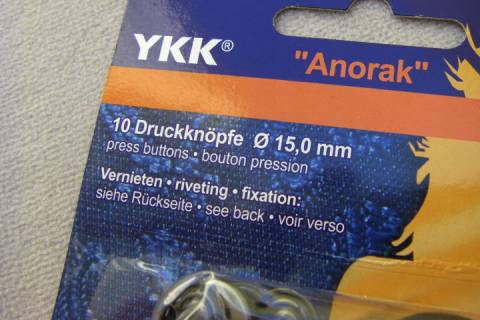 YKK®
"Anorak"
10 Druckknöpfe Ø 15,0 mm
press buttons • bouton pression
Vernieten • riveting • fixation:
siehe Rückseite • see back • voir verso